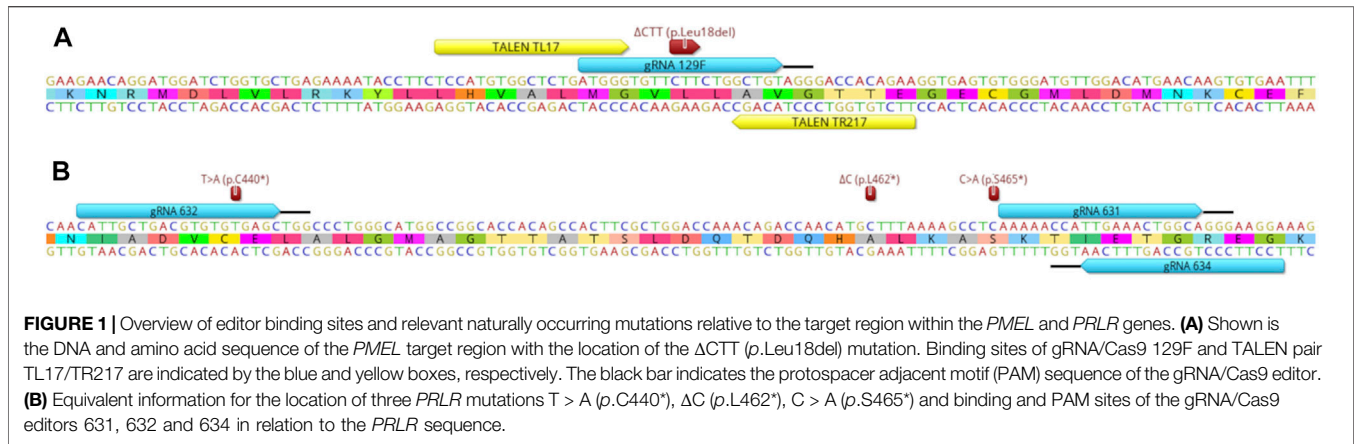 A
ΔCTT (p.Leu18del)
TALEN TL17
gRNA 129F
GAAGAACAGGATGGATCTGGTGCTGAGAAAATACCTTCTCCATGTGGCTCTGATGGGTGTTCTTCTGGCTGTAGGGACCACAGAAGGTGAGTGTGGGATGTTGGACATGAACAAGTGTGAATTT
K N R M D L V L R K Y L L H V A L M G V L L A V G T T E G E C G M L D M N K C E F
CTTCTTGTCCTACCTAGACCACGACTCTTTTATGGAAGAGGTACACCGAGACTACCCACAAGAAGACCGACATCCCTGGTGTCTTCCACTCACACCCTACAACCTGTACTTGTTCACACTTAAA
TALEN TR217
B
T>A (p.C440*) ΔC (p.L462*) C>A (p.S465*)
gRNA 632 gRNA 631
CAACATTGCTGACGTGTGTGAGCTGGCCCTGGGCATGGCCGGCACCACAGCCACTTCGCTGGACCAAACAGACCAACATGCTTTAAAAGCCTCAAAAACCATTGAAACTGGCAGGGAAGGAAAG
N I A D V C E L A L G M A G T T A T S L D Q T D Q H A L K A S K T I E T G R E G K
GTTGTAACGACTGCACACACTCGACCGGGACCCGTACCGGCCGTGGTGTCGGTGAAGCGACCTGGTTTGTCTGGTTGTACGAAATTTTCGGAGTTTTTGGTAACTTTGACCGTCCCTTCCTTTC
gRNA 634
FIGURE 1 | Overview of editor binding sites and relevant naturally occurring mutations relative to the target region within the PMEL and PRLR genes. (A) Shown is
the DNA and amino acid sequence of the PMEL target region with the location of the ΔCTT (p.Leu18del) mutation. Binding sites of gRNA/Cas9 129F and TALEN pair
TL17/TR217 are indicated by the blue and yellow boxes, respectively. The black bar indicates the protospacer adjacent motif (PAM) sequence of the gRNA/Cas9 editor.
(B) Equivalent information for the location of three PRLR mutations T > A (p.C440*), ΔC (p.L462*), C > A (p.S465*) and binding and PAM sites of the gRNA/Cas9
editors 631, 632 and 634 in relation to the PRLR sequence.